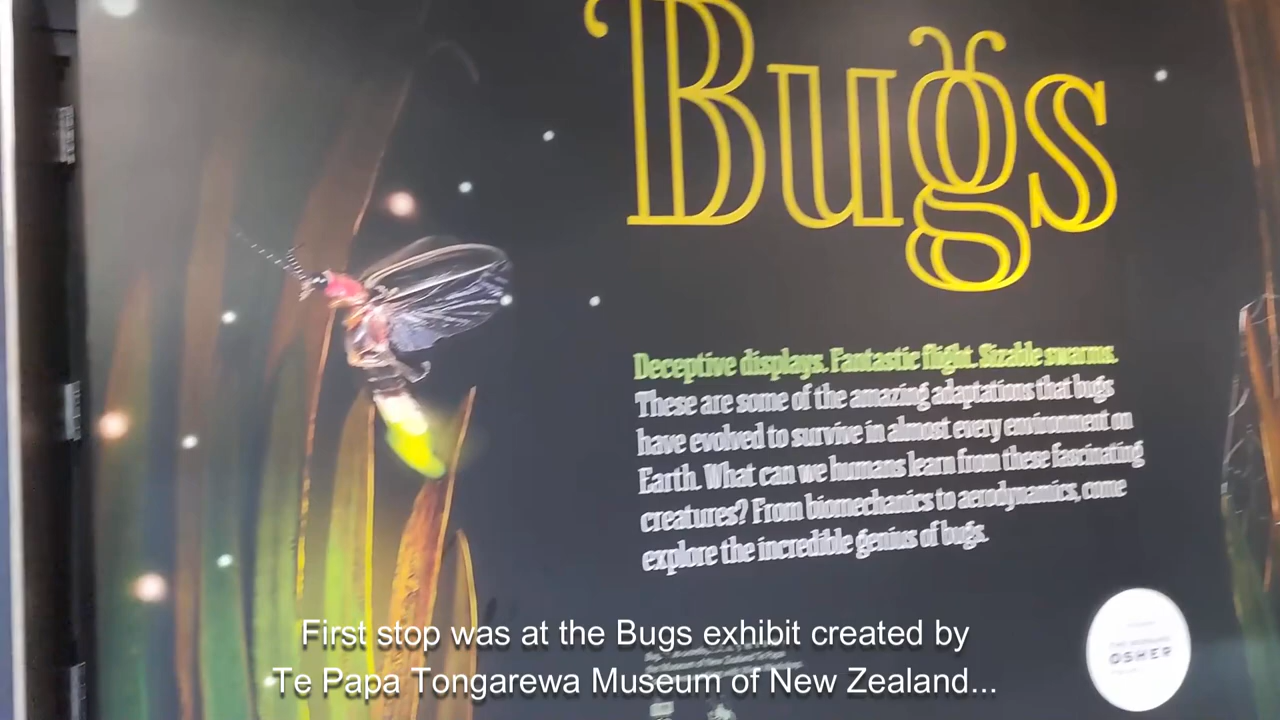 Bugs
Deceptive displays. Fantastic flight. Sizable swarms.
These are some of the amazing adaptations that bugs
have evolved to survive in almost every environment on
Earth. What can we humans learn from these fascinating
creatures? From biomechanics to aerodynamics, come
explore the incredible genius of bugs.
First stop was at the Bugs exhibit created by
Te Papa Tongarewa Museum of New Zealand...
OSHER